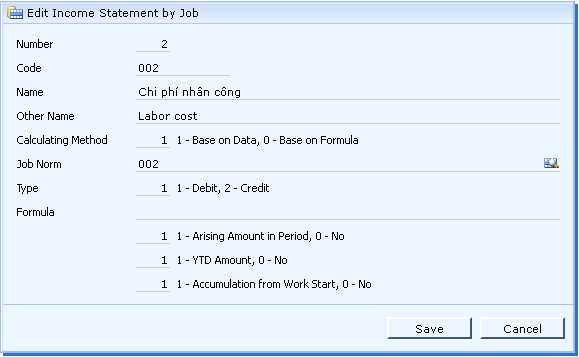 Edit Income Statement by Job
Number 2
Code 002
Name Chi phí nhân công
Other Name Labor cost
Calculating Method 1 1 - Base on Data, 0 - Base on Formula
Job Norm 002
Type 1 1 - Debit, 2 - Credit
Formula
1 1 - Arising Amount in Period, 0 - No
1 1 - YTD Amount, 0 - No
1 1 - Accumulation from Work Start, 0 - No
Save Cancel